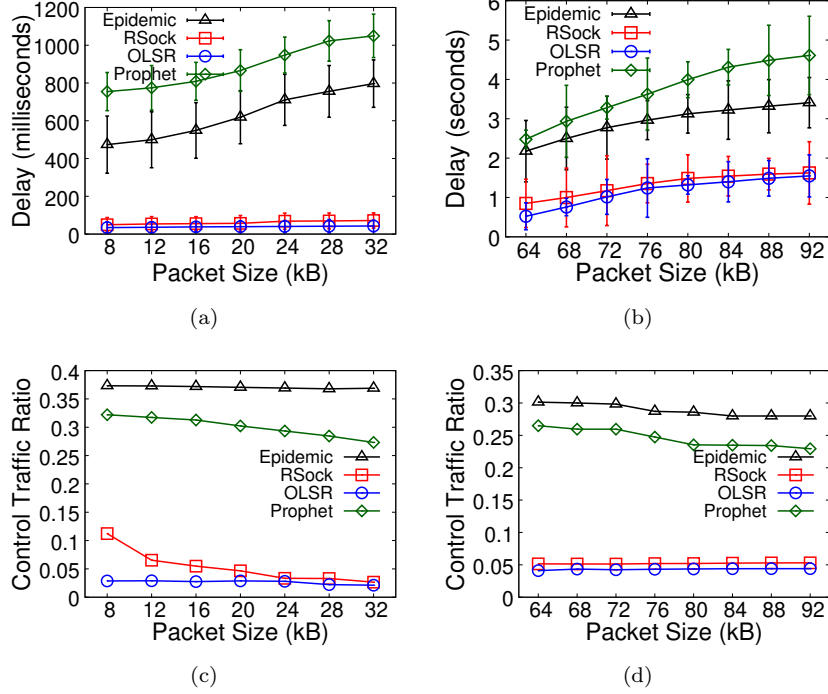 1200
1000
800
600
400
200
0
Delay (milliseconds)
Epidemic
RSock
OLSR
Prophet
8 12 16 20 24 28 32
Packet Size (kB)
(a)
6
5
4
3
2
1
0
Delay (seconds)
Epidemic
RSock
OLSR
Prophet
64 68 72 76 80 84 88 92
Packet Size (kB)
(b)
0.4
0.35
0.3
0.25
0.2
0.15
0.1
0.05
0
Control Traffic Ratio
Epidemic
RSock
OLSR
Prophet
8 12 16 20 24 28 32
Packet Size (kB)
(c)
0.35
0.3
0.25
0.2
0.15
0.1
0.05
0
Control Traffic Ratio
Epidemic
RSock
OLSR
Prophet
64 68 72 76 80 84 88 92
Packet Size (kB)
(d)